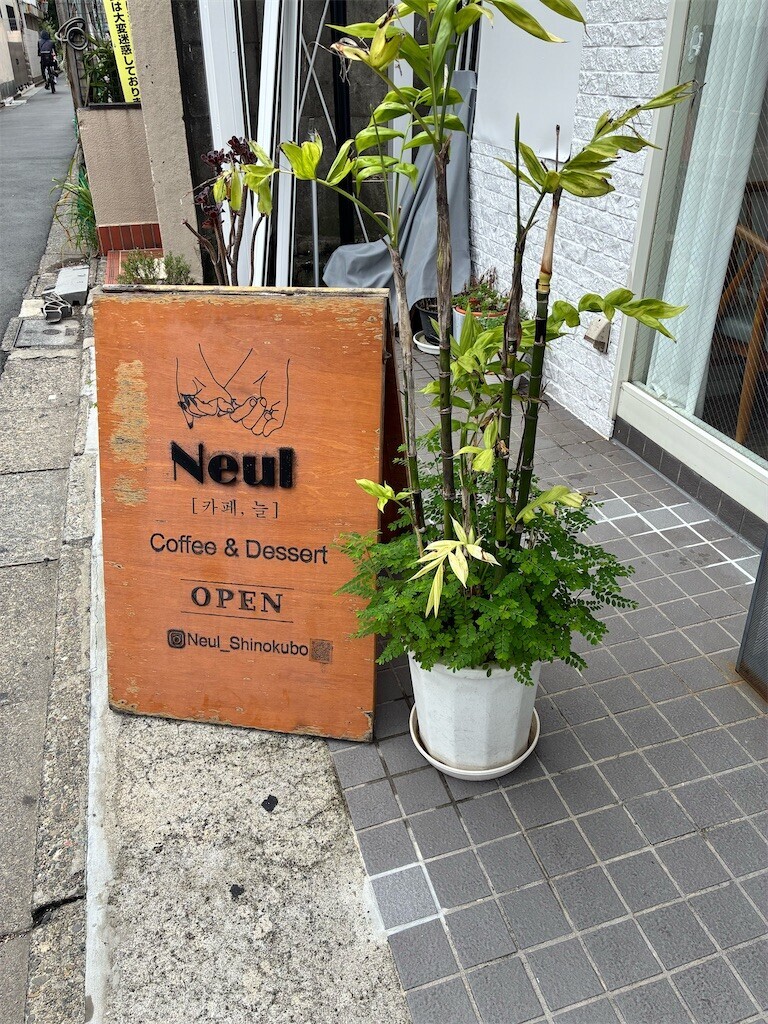 は大変迷惑しており
Neul
[카페, 늘]
Coffee & Dessert
OPEN
Neul_Shinokubo